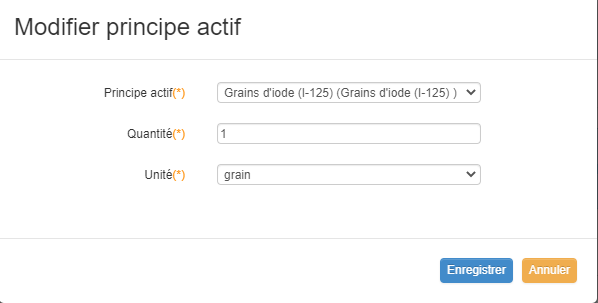 Modifier principe actif
Principe actif(*) Grains d'iode (I-125) (Grains d'iode (I-125) )
Quantité(*) 1
Unité(*) grain
Enregistrer Annuler